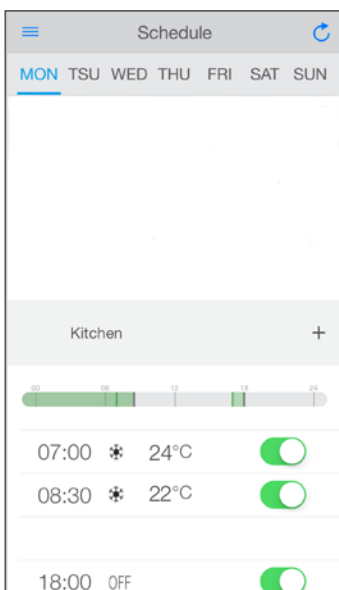 Schedule
MON TSU WED THU FRI SAT SUN
Kitchen +
00 06 12 18 24
07:00 24°C
08:30 22°C
18:00 OFF